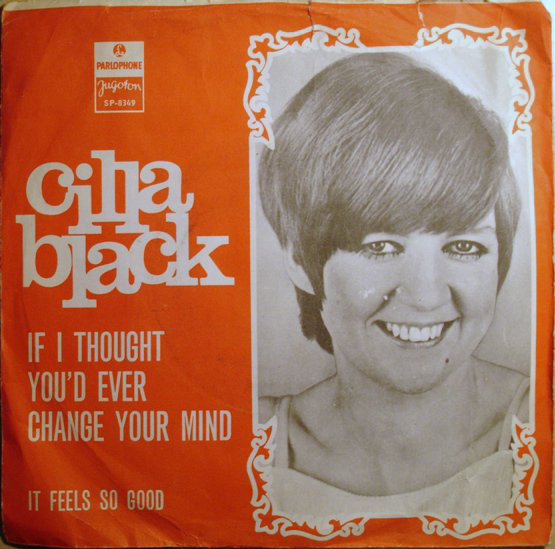 PARLOPHONE
Jugoton
SP-8349
cilla
black
IF I THOUGHT
YOU'D EVER
CHANGE YOUR MIND
IT FEELS SO GOOD